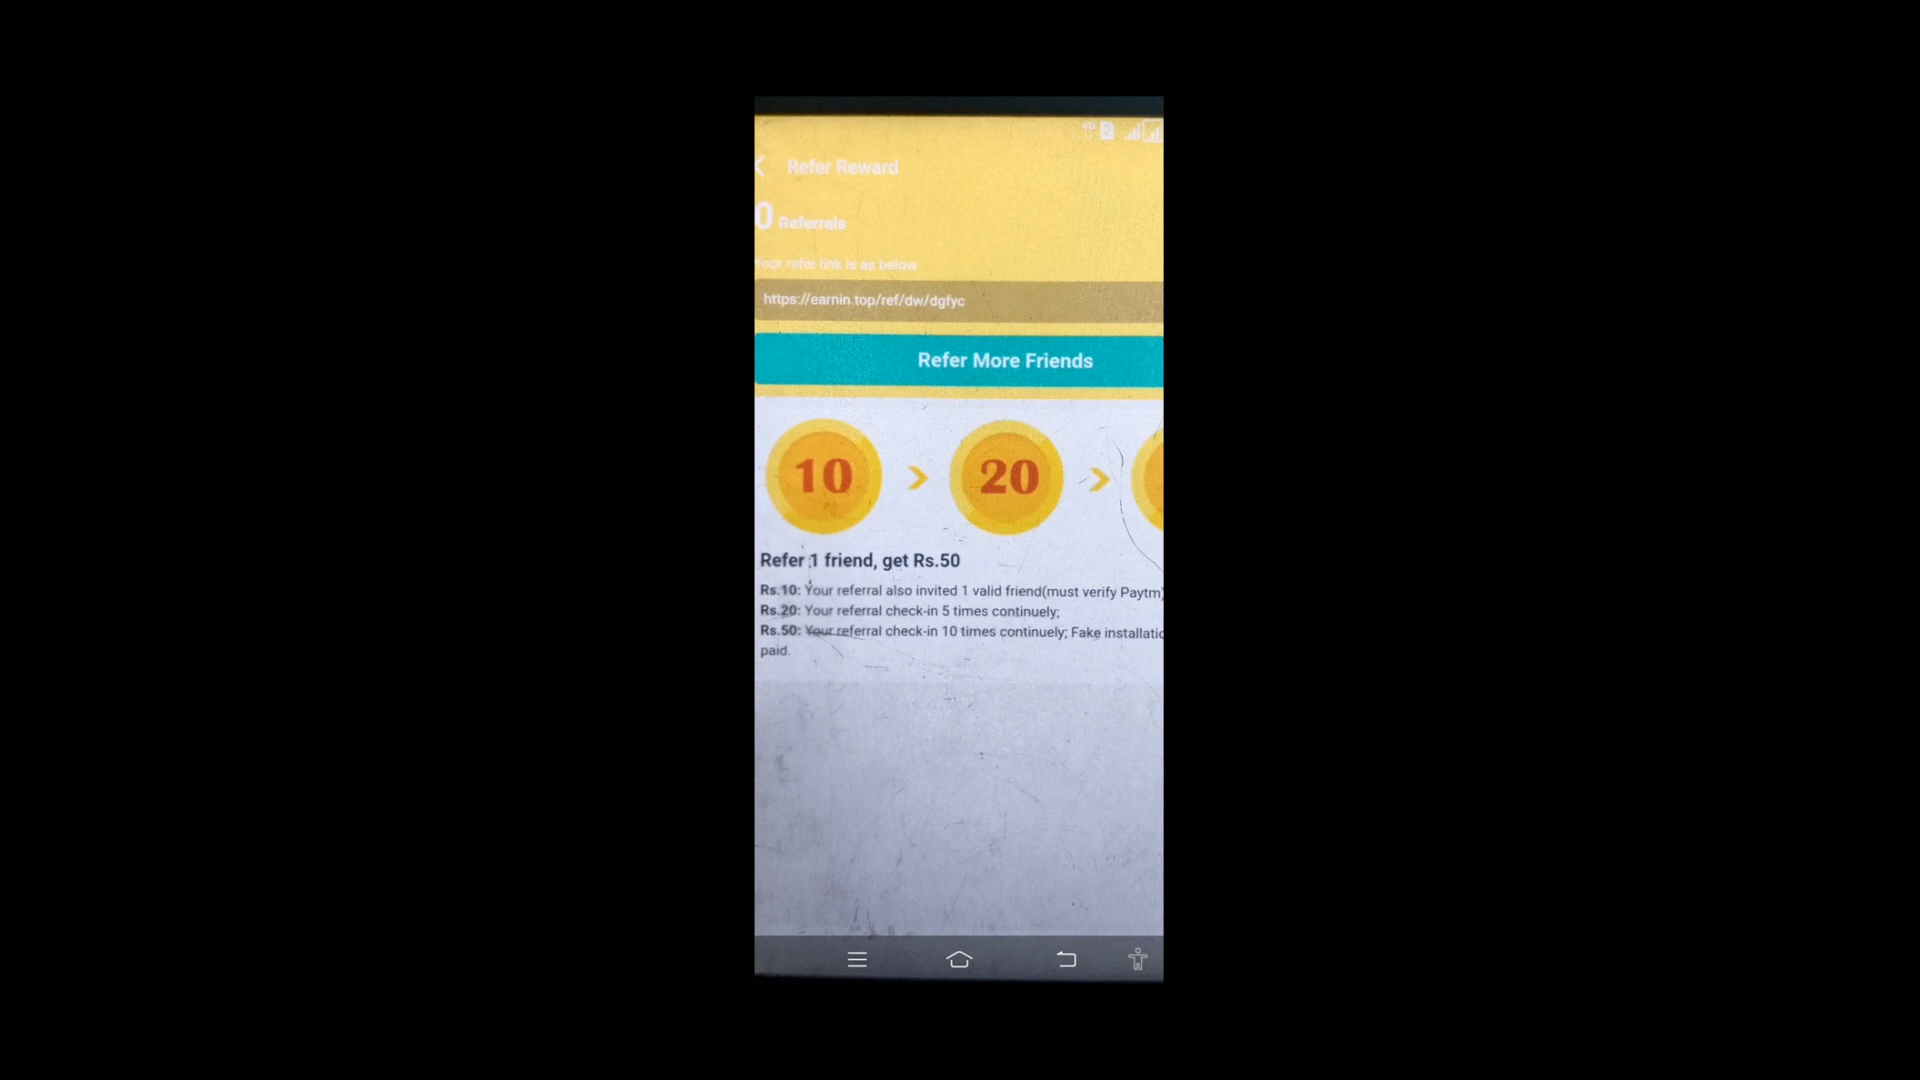 4G 2
Refer Reward
0 Referrals
Your refer link is as below
https://earnin.top/ref/dw/dgfyc
Refer More Friends
10 > 20 >
Refer 1 friend, get Rs.50
Rs.10: Your referral also invited 1 valid friend(must verify Paytm)
Rs.20: Your referral check-in 5 times continuely;
Rs.50: Your referral check-in 10 times continuely; Fake
paid.